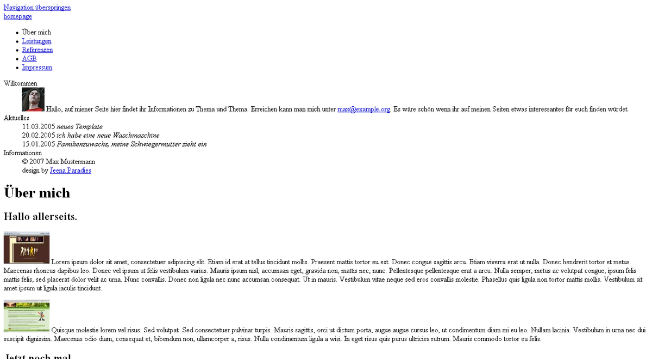 Navigation überspringen
homepage
Über mich
Leistungen
Referenzen
AGB
Impressum
Willkommen
Hallo, auf miener Seite hier findet ihr Informationen zu Thema und Thema. Erreichen kann man mich unter max@example.org. Es wäre schön wenn ihr auf meinen Seiten etwas interessantes für euch finden würdet.
Aktuelles
11.03.2005 neues Template
20.02.2005 ich habe eine neue Waschmaschine
15.01.2005 Familienzuwachs, meine Schwiegermutter zieht ein
Informationen
© 2007 Max Mustermann
design by Jeena Paradies
Über mich
Hallo allerseits.
Lorem ipsum dolor sit amet, consectetuer adipiscing elit. Etiam id erat at tellus tincidunt mollis. Praesent mattis tortor eu est. Donec congue sagittis arcu. Etiam viverra erat ut nulla. Donec hendrerit tortor et metus.
Maecenas rhoncus dapibus leo. Donec vel ipsum ut felis vestibulum varius. Mauris ipsum nisl, accumsan eget, gravida non, mattis nec, nunc. Pellentesque pellentesque erat a arcu. Nulla semper, metus ac volutpat congue, ipsum felis
mattis felis, sed placerat dolor velit ac urna. Nunc convallis. Donec non ligula nec nunc accumsan consequat. Ut in mauris. Vestibulum vitae neque sed eros convallis molestie. Phasellus quis ligula non tortor mattis mollis. Vestibulum sit
amet ipsum ut ligula iaculis tincidunt.
Quisque molestie lorem vel risus. Sed volutpat. Sed consectetuer pulvinar turpis. Mauris sagittis, orci ut dictum porta, augue augue cursus leo, ut condimentum diam mi eu leo. Nullam lacinia. Vestibulum in urna nec dui
suscipit dignissim. Maecenas odio diam, consequat et, bibendum non, ullamcorper a, risus. Nulla condimentum ligula a wisi. In eget risus quis purus ultricies rutrum. Mauris commodo tortor eu felis.
Jetzt noch mal